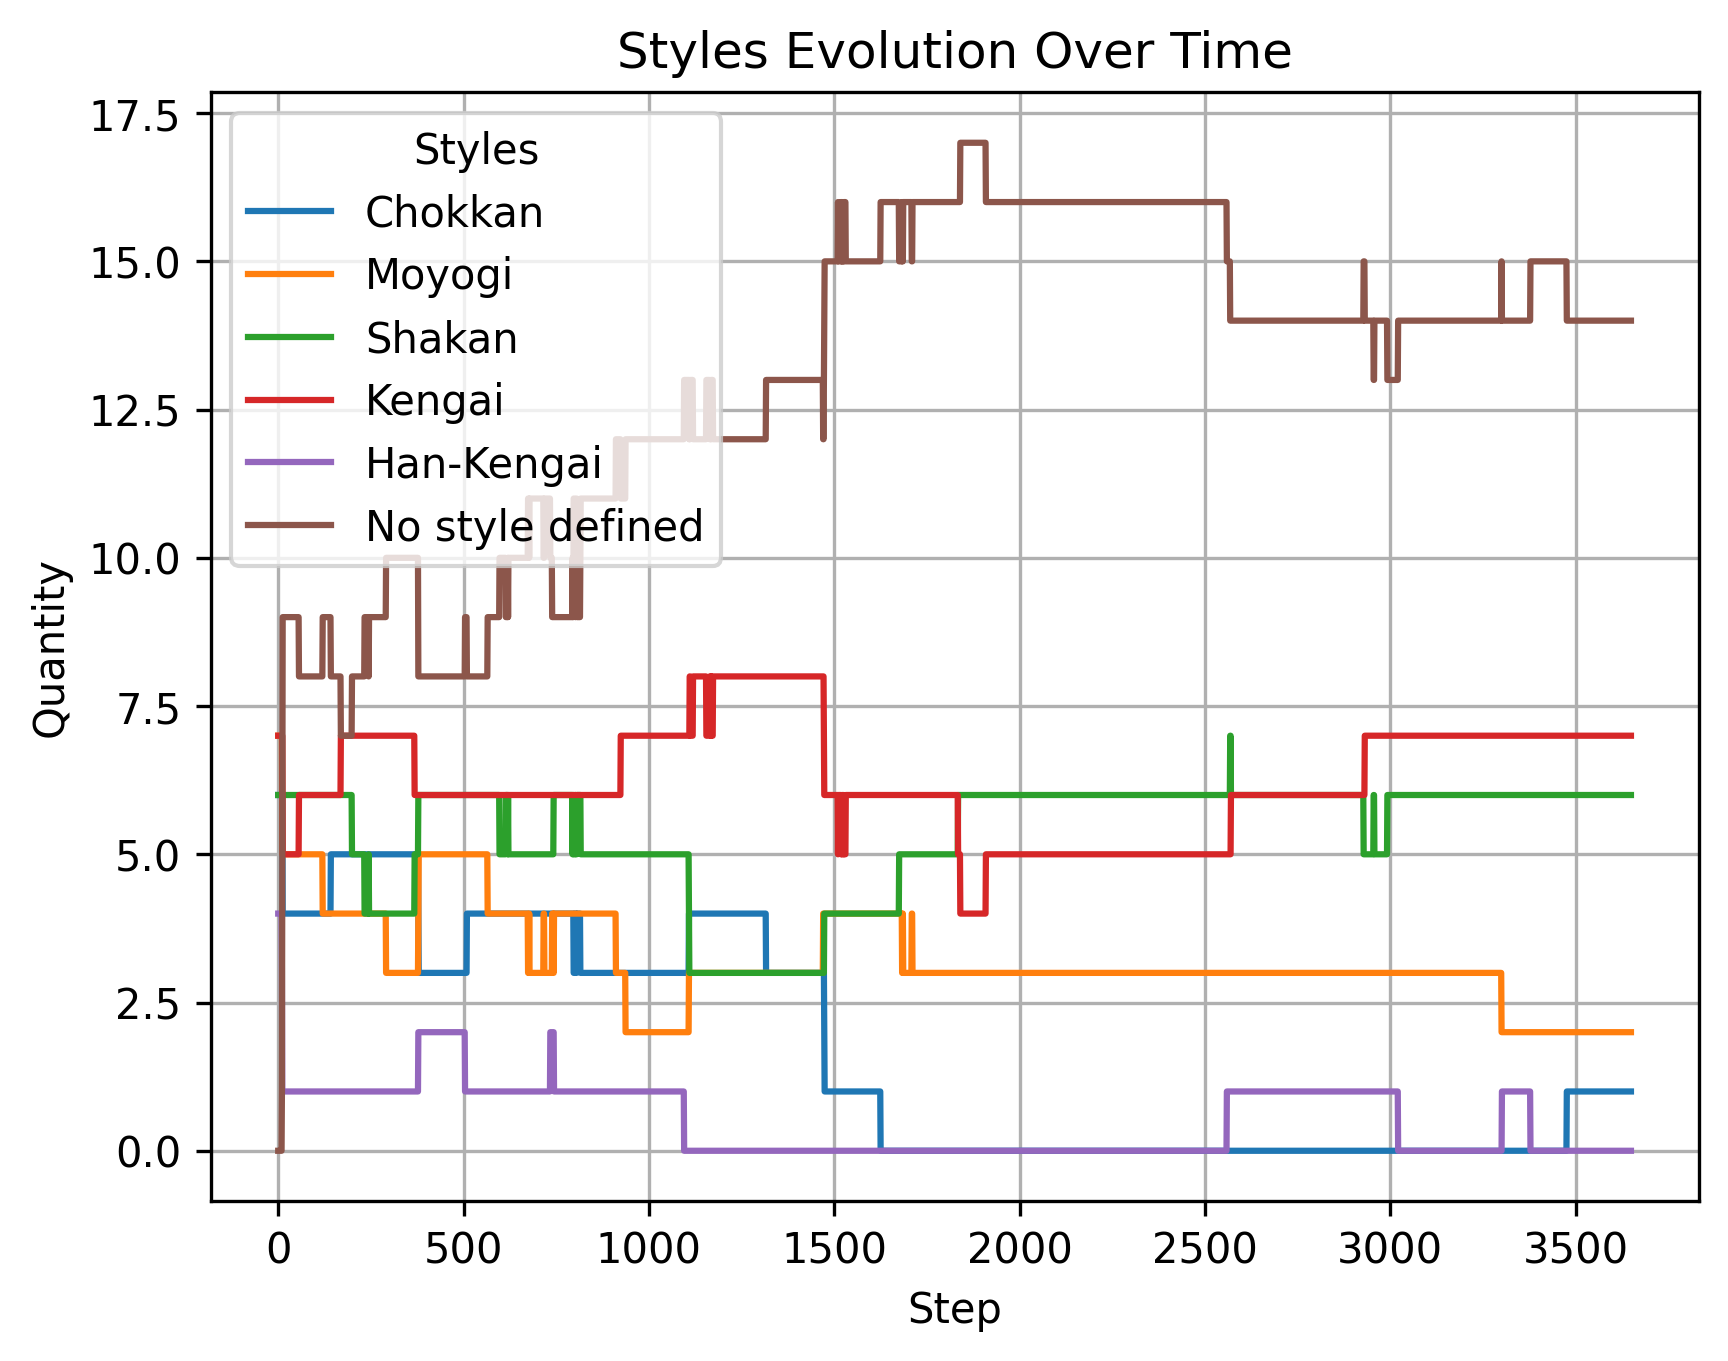 Styles Evolution Over Time
17.5
15.0
12.5
10.0
7.5
5.0
2.5
0.0
Quantity
Styles
Chokkan
Moyogi
Shakan
Kengai
Han-Kengai
No style defined
0 500 1000 1500 2000 2500 3000 3500
Step